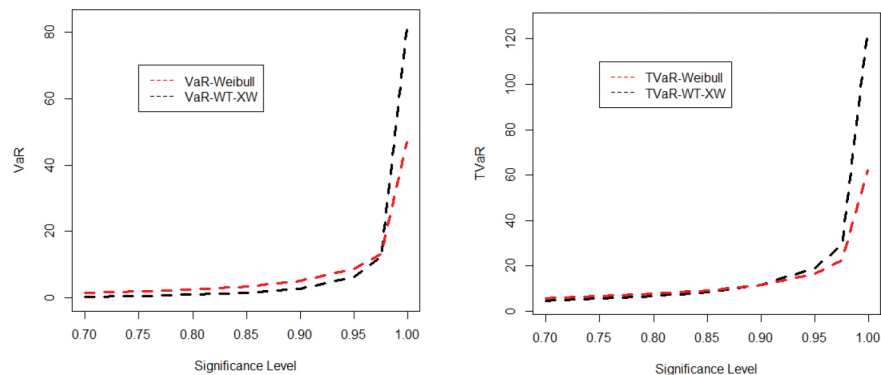 VaR
80
60
40
20
0
VaR-Weibull
VaR-WT-XW
0.70 0.75 0.80 0.85 0.90 0.95 1.00
Significance Level
TVaR
120
100
80
60
40
20
0
TVaR-Weibull
TVaR-WT-XW
0.70 0.75 0.80 0.85 0.90 0.95 1.00
Significance Level